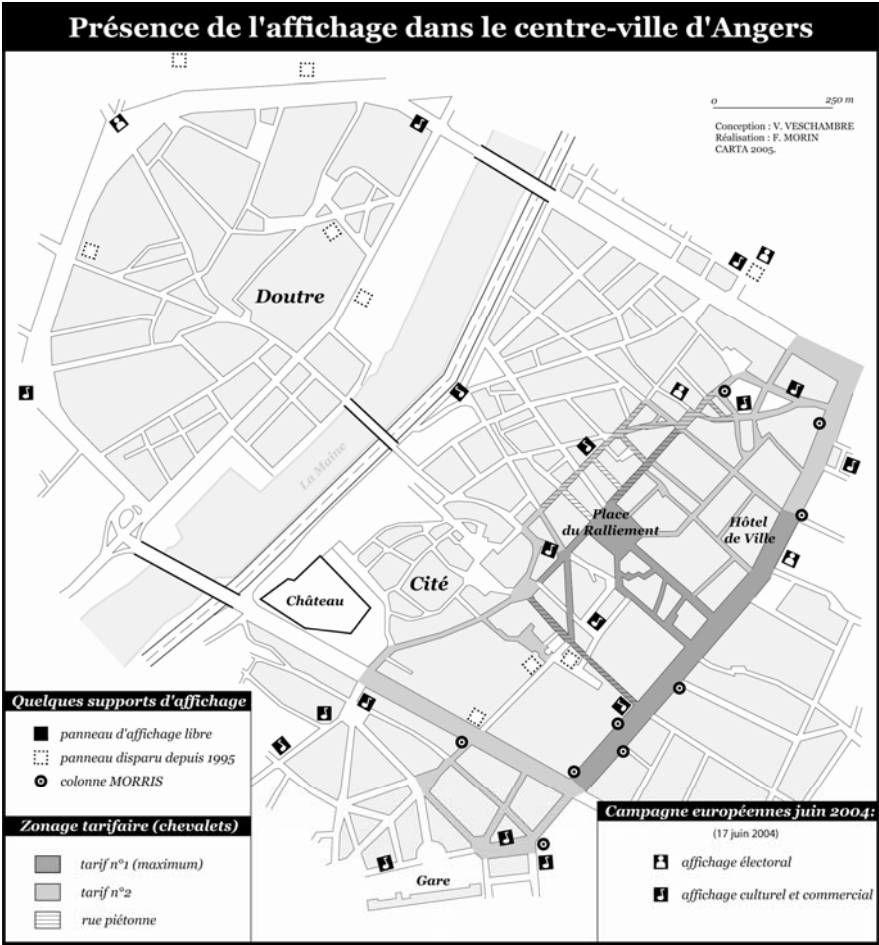 Présence de l'affichage dans le centre-ville d'Angers
0 250 m
Conception : V. VESCHAMBRE
Réalisation : F. MORIN
CARTA 2005.
Doutre
La Maine
Place
du Ralliement
Hôtel
de Ville
Cité
Château
Gare
Quelques supports d'affichage
panneau d'affichage libre
panneau disparu depuis 1995
colonne MORRIS
Zonage tarifaire (chevalets)
tarif n°1 (maximum)
tarif n°2
rue piétonne
Campagne européennes juin 2004:
(17 juin 2004)
affichage électoral
affichage culturel et commercial